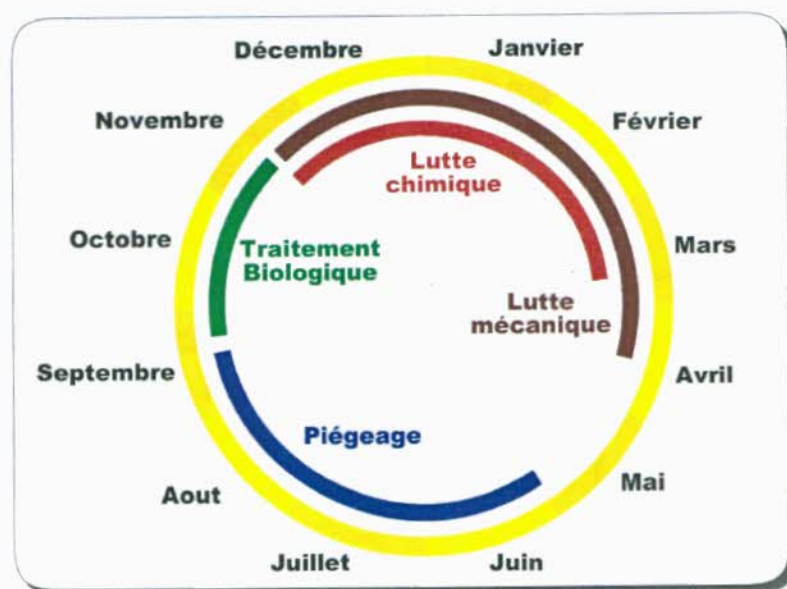 Janvier
Février
Mars
Avril
Mai
Juin
Juillet
Aout
Septembre
Octobre
Novembre
Décembre
Lutte
chimique
Lutte
mécanique
Traitement
Biologique
Piégeage